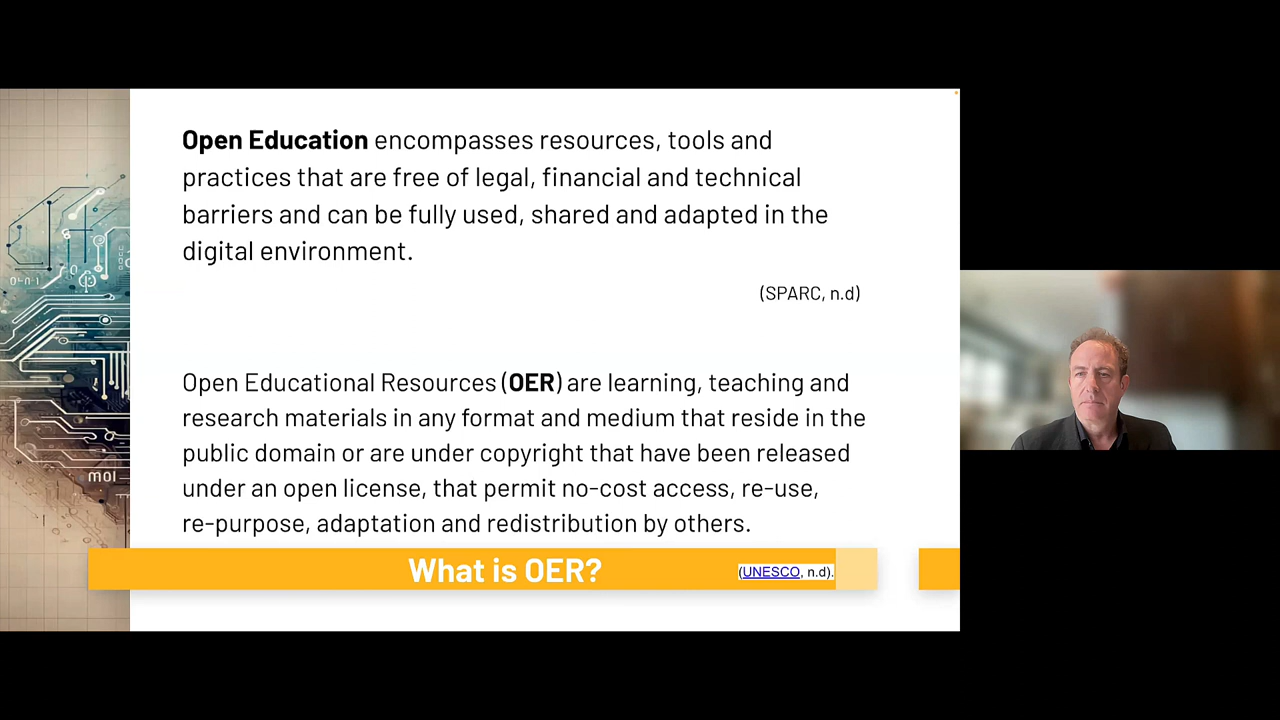 Open Education encompasses resources, tools and
practices that are free of legal, financial and technical
barriers and can be fully used, shared and adapted in the
digital environment.
(SPARC, n.d)
Open Educational Resources (OER) are learning, teaching and
research materials in any format and medium that reside in the
public domain or are under copyright that have been released
under an open license, that permit no-cost access, re-use,
re-purpose, adaptation and redistribution by others.
What is OER?
(UNESCO, n.d).